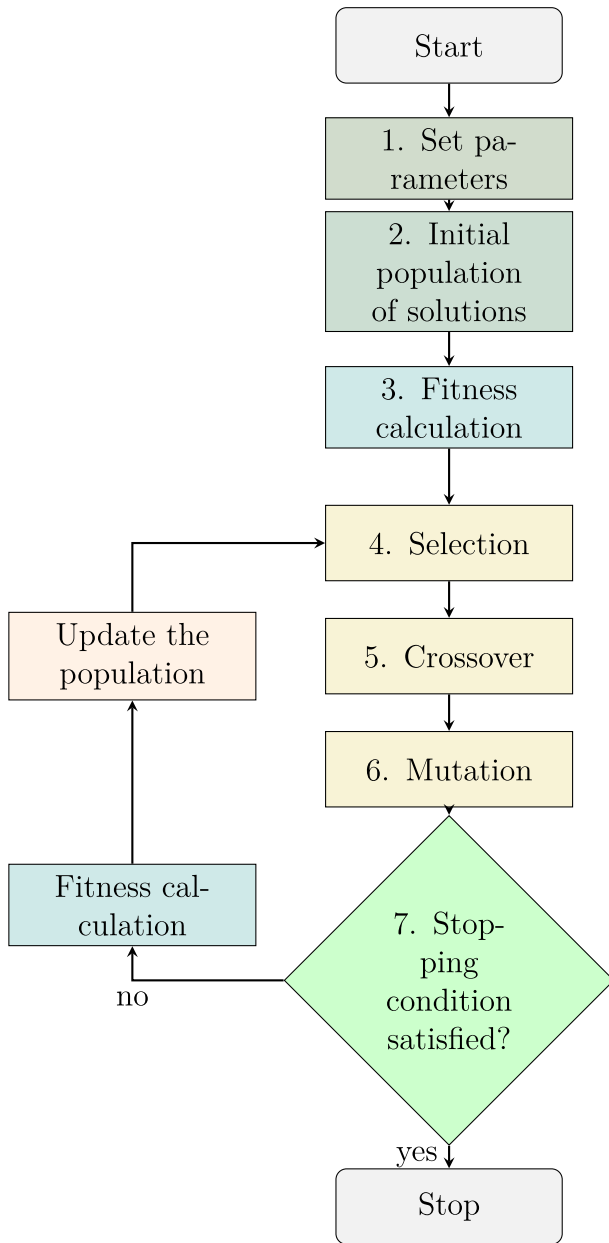 Start
1. Set pa-
rameters
2. Initial
population
of solutions
3. Fitness
calculation
4. Selection
Update the
population
5. Crossover
6. Mutation
Fitness cal-
culation
7. Stop-
ping
condition
satisfied?
no
yes
Stop